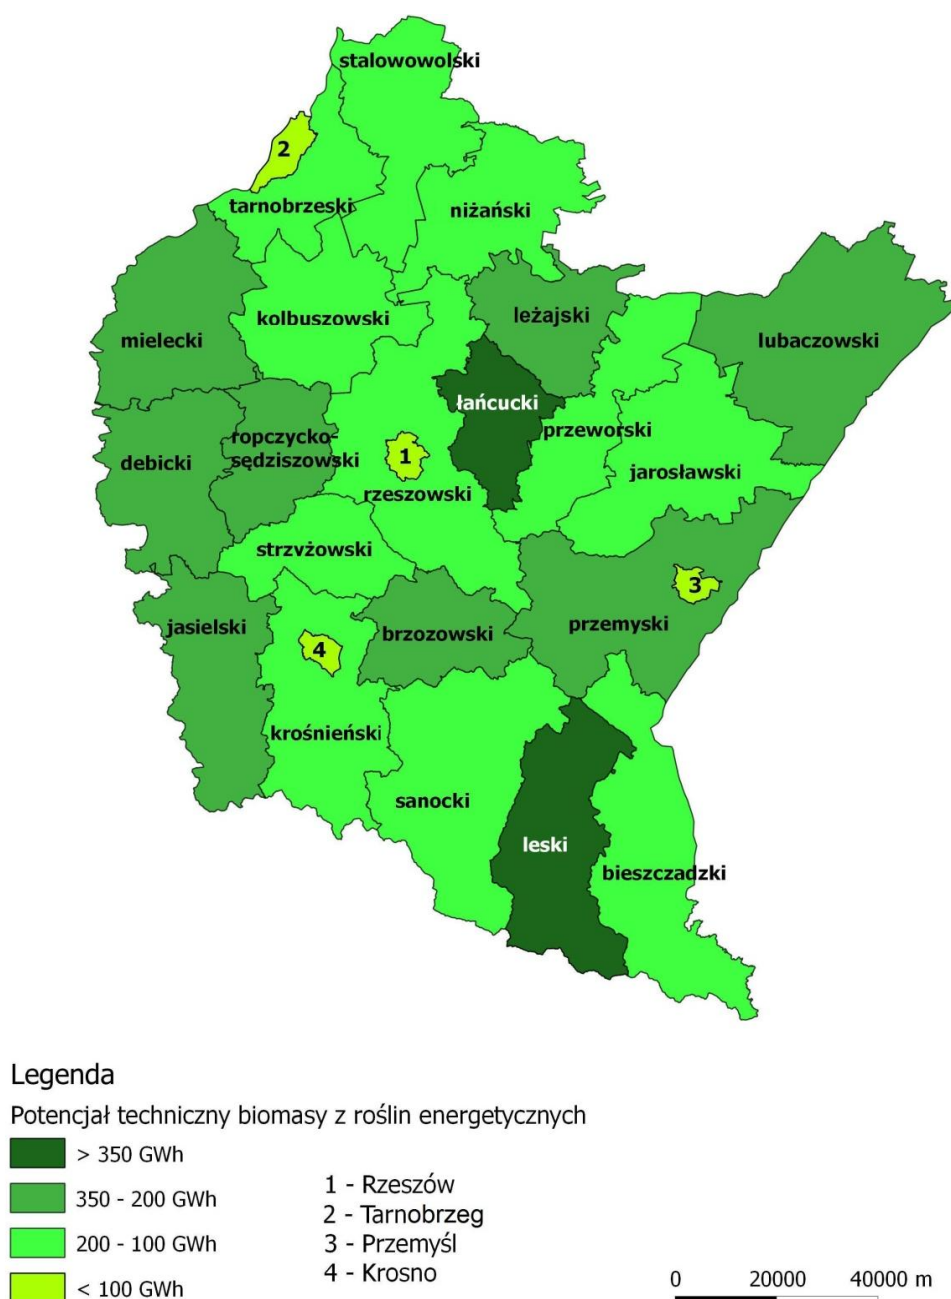 stalowowolski
2
tarnobrzeski
niżański
kolbuszowski
leżajski
mielecki
lubaczowski
łańcucki
ropczycko-
sędziszowski
przeworski
debicki
1
jarosławski
rzeszowski
strzyżowski
3
jasielski
brzozowski
przemyski
4
krośnieński
sanocki
leski
bieszczadzki
Legenda
Potencjał techniczny biomasy z roślin energetycznych
> 350 GWh
350 - 200 GWh
200 - 100 GWh
< 100 GWh
1 - Rzeszów
2 - Tarnobrzeg
3 - Przemyśl
4 - Krosno
0 20000 40000 m